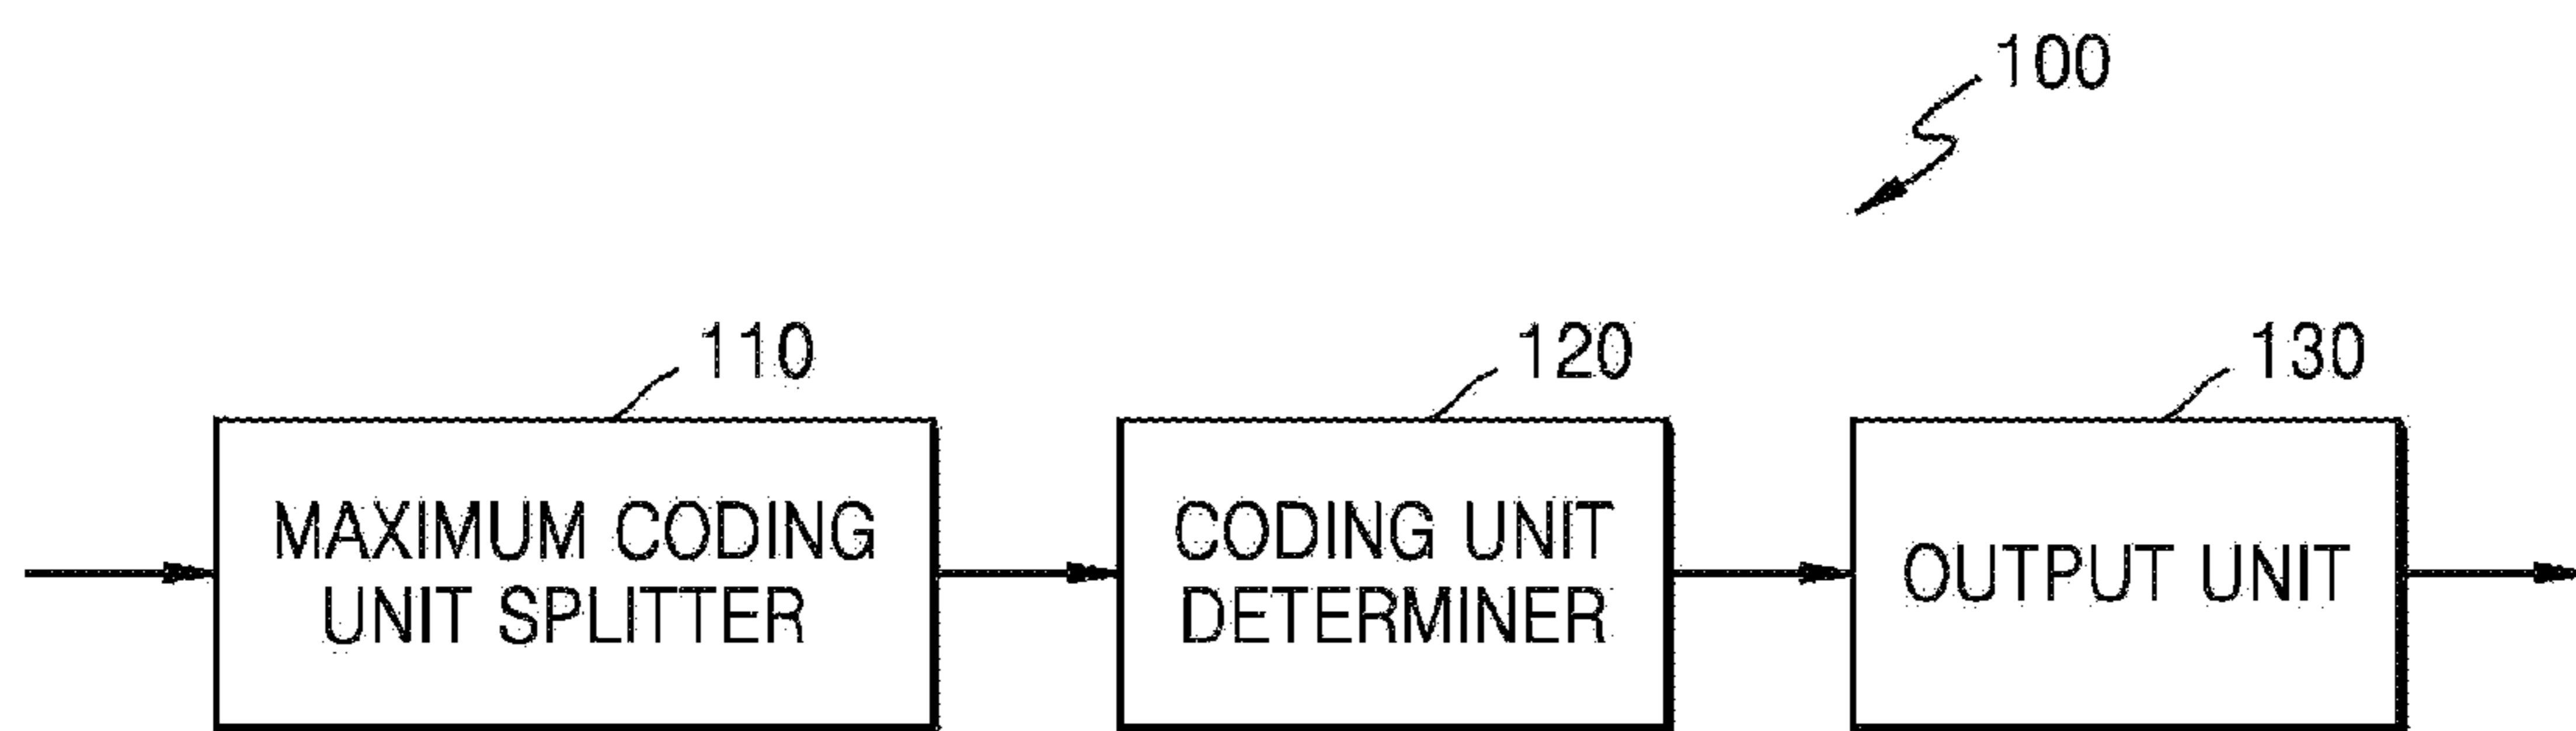 100
110
120
130
MAXIMUM CODING
UNIT SPLITTER
CODING UNIT
DETERMINER
OUTPUT UNIT